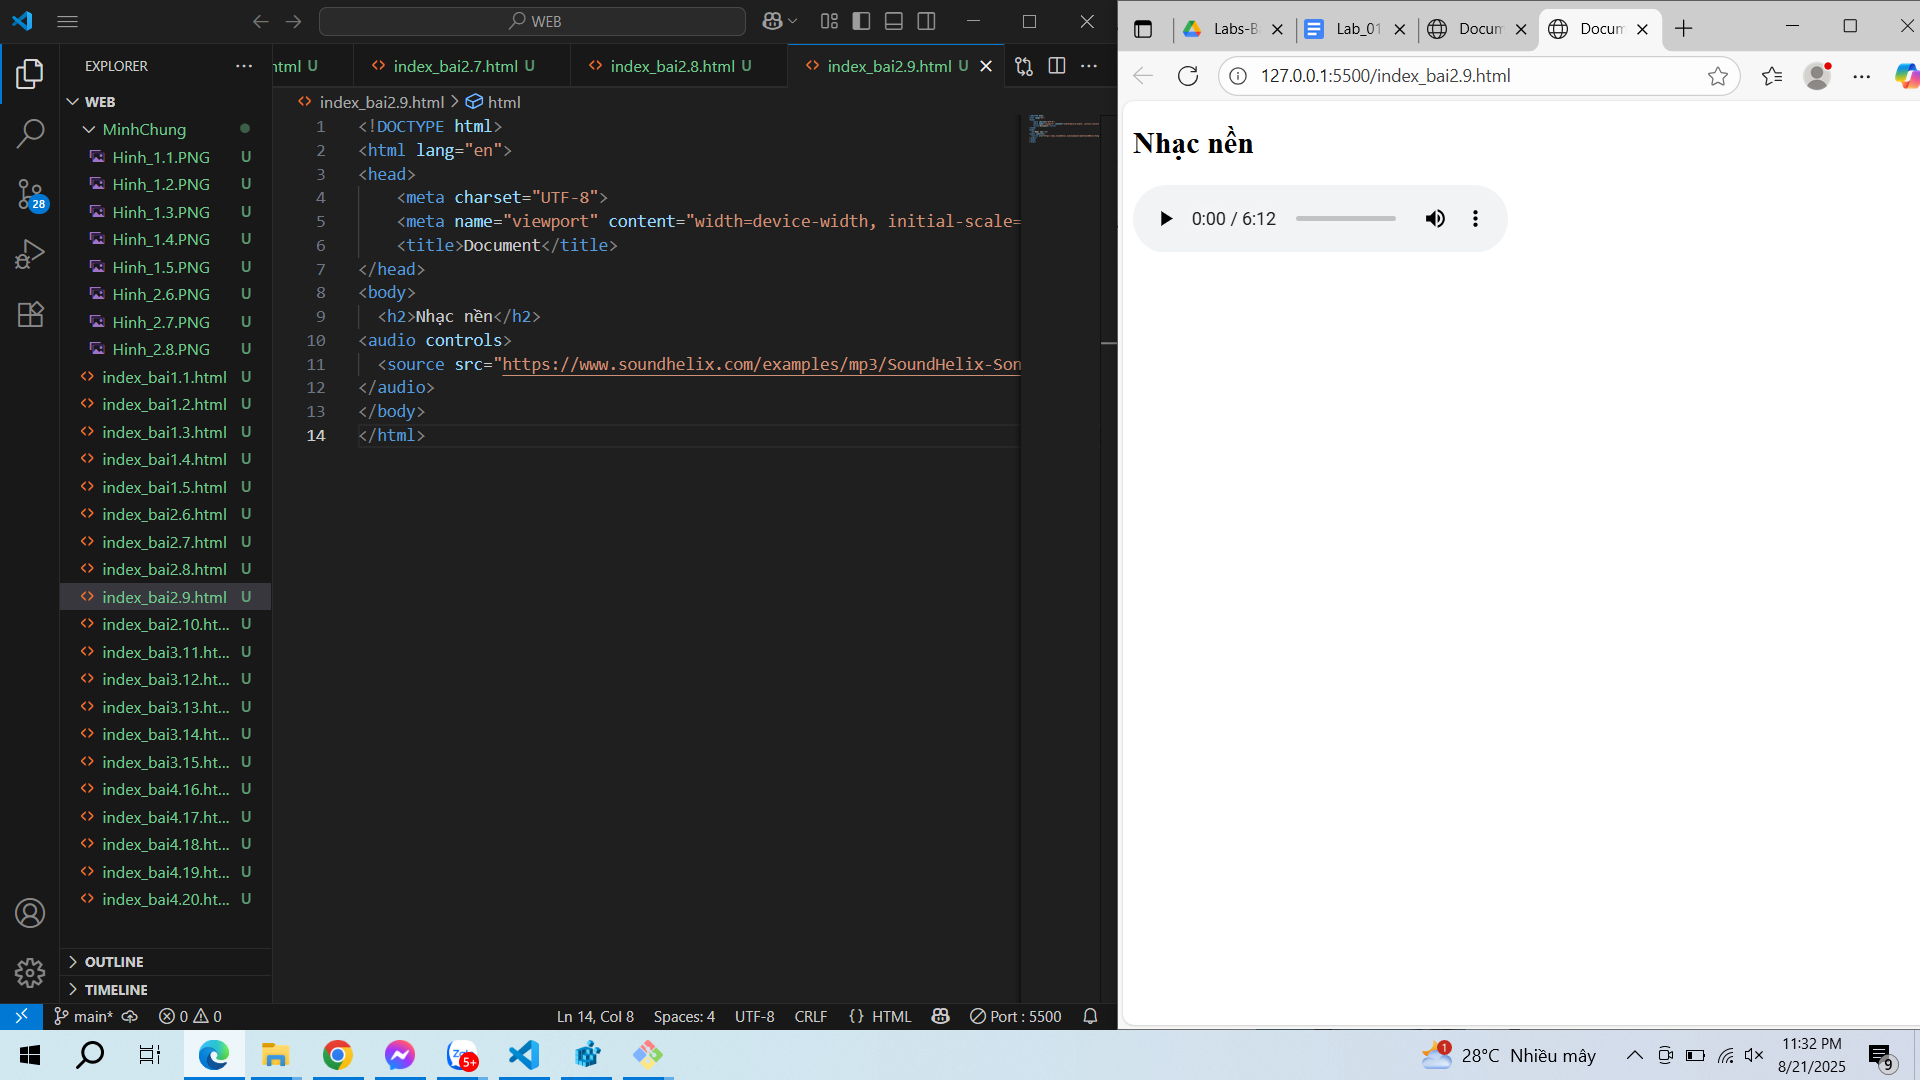 WEB
EXPLORER
WEB
MinhChung
Hinh_1.1.PNG U
Hinh_1.2.PNG U
Hinh_1.3.PNG U
Hinh_1.4.PNG U
Hinh_1.5.PNG U
Hinh_2.6.PNG U
Hinh_2.7.PNG U
Hinh_2.8.PNG U
index_bai1.1.html U
index_bai1.2.html U
index_bai1.3.html U
index_bai1.4.html U
index_bai1.5.html U
index_bai2.6.html U
index_bai2.7.html U
index_bai2.8.html U
index_bai2.9.html U
index_bai2.10.ht... U
index_bai3.11.ht... U
index_bai3.12.ht... U
index_bai3.13.ht... U
index_bai3.14.ht... U
index_bai3.15.ht... U
index_bai4.16.ht... U
index_bai4.17.ht... U
index_bai4.18.ht... U
index_bai4.19.ht... U
index_bai4.20.ht... U
OUTLINE
TIMELINE
28
html U
index_bai2.7.html U
index_bai2.8.html U
index_bai2.9.html U
index_bai2.9.html > html
1 <!DOCTYPE html>
2 <html lang="en">
3 <head>
4 <meta charset="UTF-8">
5 <meta name="viewport" content="width=device-width, initial-scale=
6 <title>Document</title>
7 </head>
8 <body>
9 <h2>Nhạc nền</h2>
10 <audio controls>
11 <source src="https://www.soundhelix.com/examples/mp3/SoundHelix-Son
12 </audio>
13 </body>
14 </html>
main* 0 0
Ln 14, Col 8 Spaces: 4 UTF-8 CRLF {} HTML Port : 5500
Labs-B
Lab_01
Docum
Docum
127.0.0.1:5500/index_bai2.9.html
Nhạc nền
0:00 / 6:12
5+
1
28°C Nhiều mây
11:32 PM
8/21/2025
9